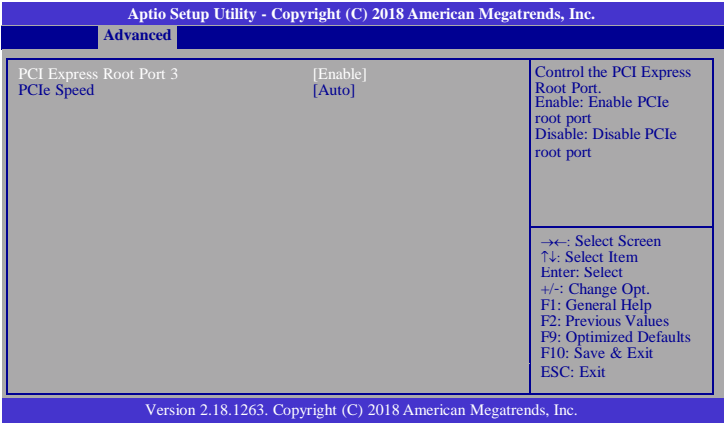 Aptio Setup Utility - Copyright (C) 2018 American Megatrends, Inc.
Advanced
PCI Express Root Port 3 [Enable]
PCIe Speed [Auto]
Control the PCI Express
Root Port.
Enable: Enable PCIe
root port
Disable: Disable PCIe
root port
→←: Select Screen
↑↓: Select Item
Enter: Select
+/-: Change Opt.
F1: General Help
F2: Previous Values
F9: Optimized Defaults
F10: Save & Exit
ESC: Exit
Version 2.18.1263. Copyright (C) 2018 American Megatrends, Inc.